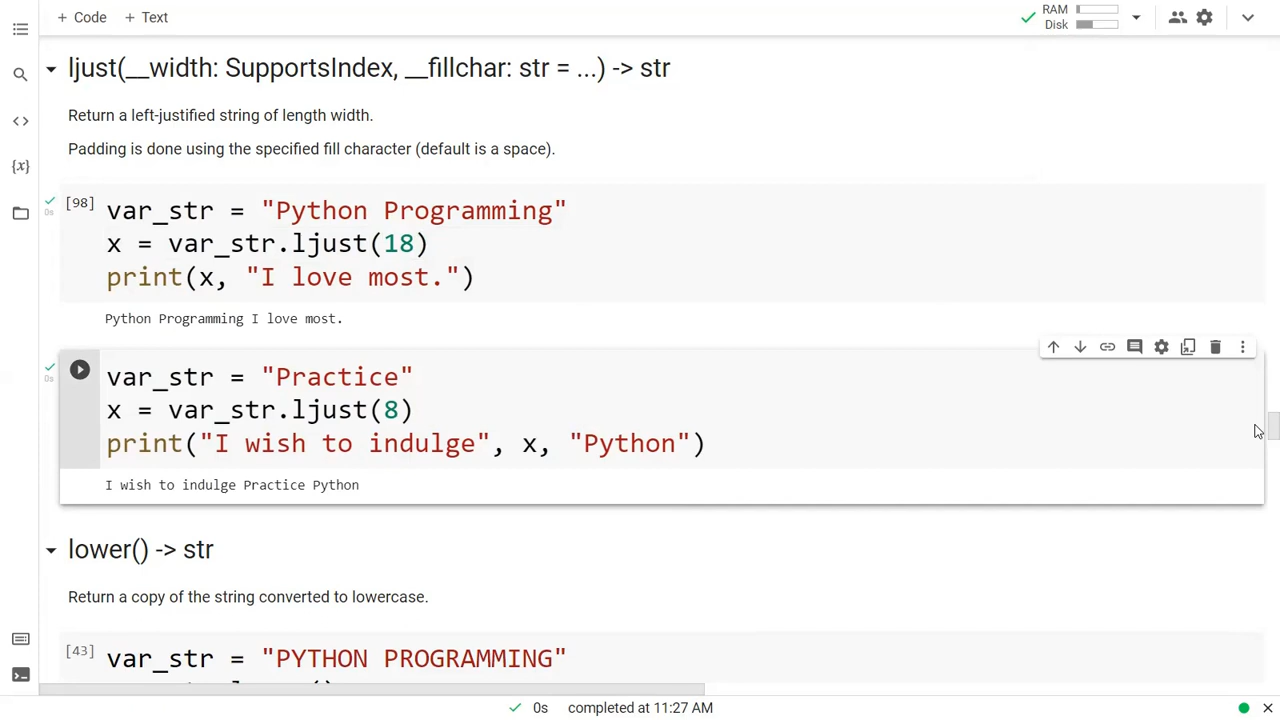 + Code + Text
RAM
Disk
ljust(__width: SupportsIndex, __fillchar: str = ...) -> str
Return a left-justified string of length width.
Padding is done using the specified fill character (default is a space).
[98] var_str = "Python Programming"
0s
x = var_str.ljust(18)
print(x, "I love most.")
Python Programming I love most.
var_str = "Practice"
0s
x = var_str.ljust(8)
print("I wish to indulge", x, "Python")
I wish to indulge Practice Python
lower() -> str
Return a copy of the string converted to lowercase.
[43] var_str = "PYTHON PROGRAMMING"
0s completed at 11:27 AM